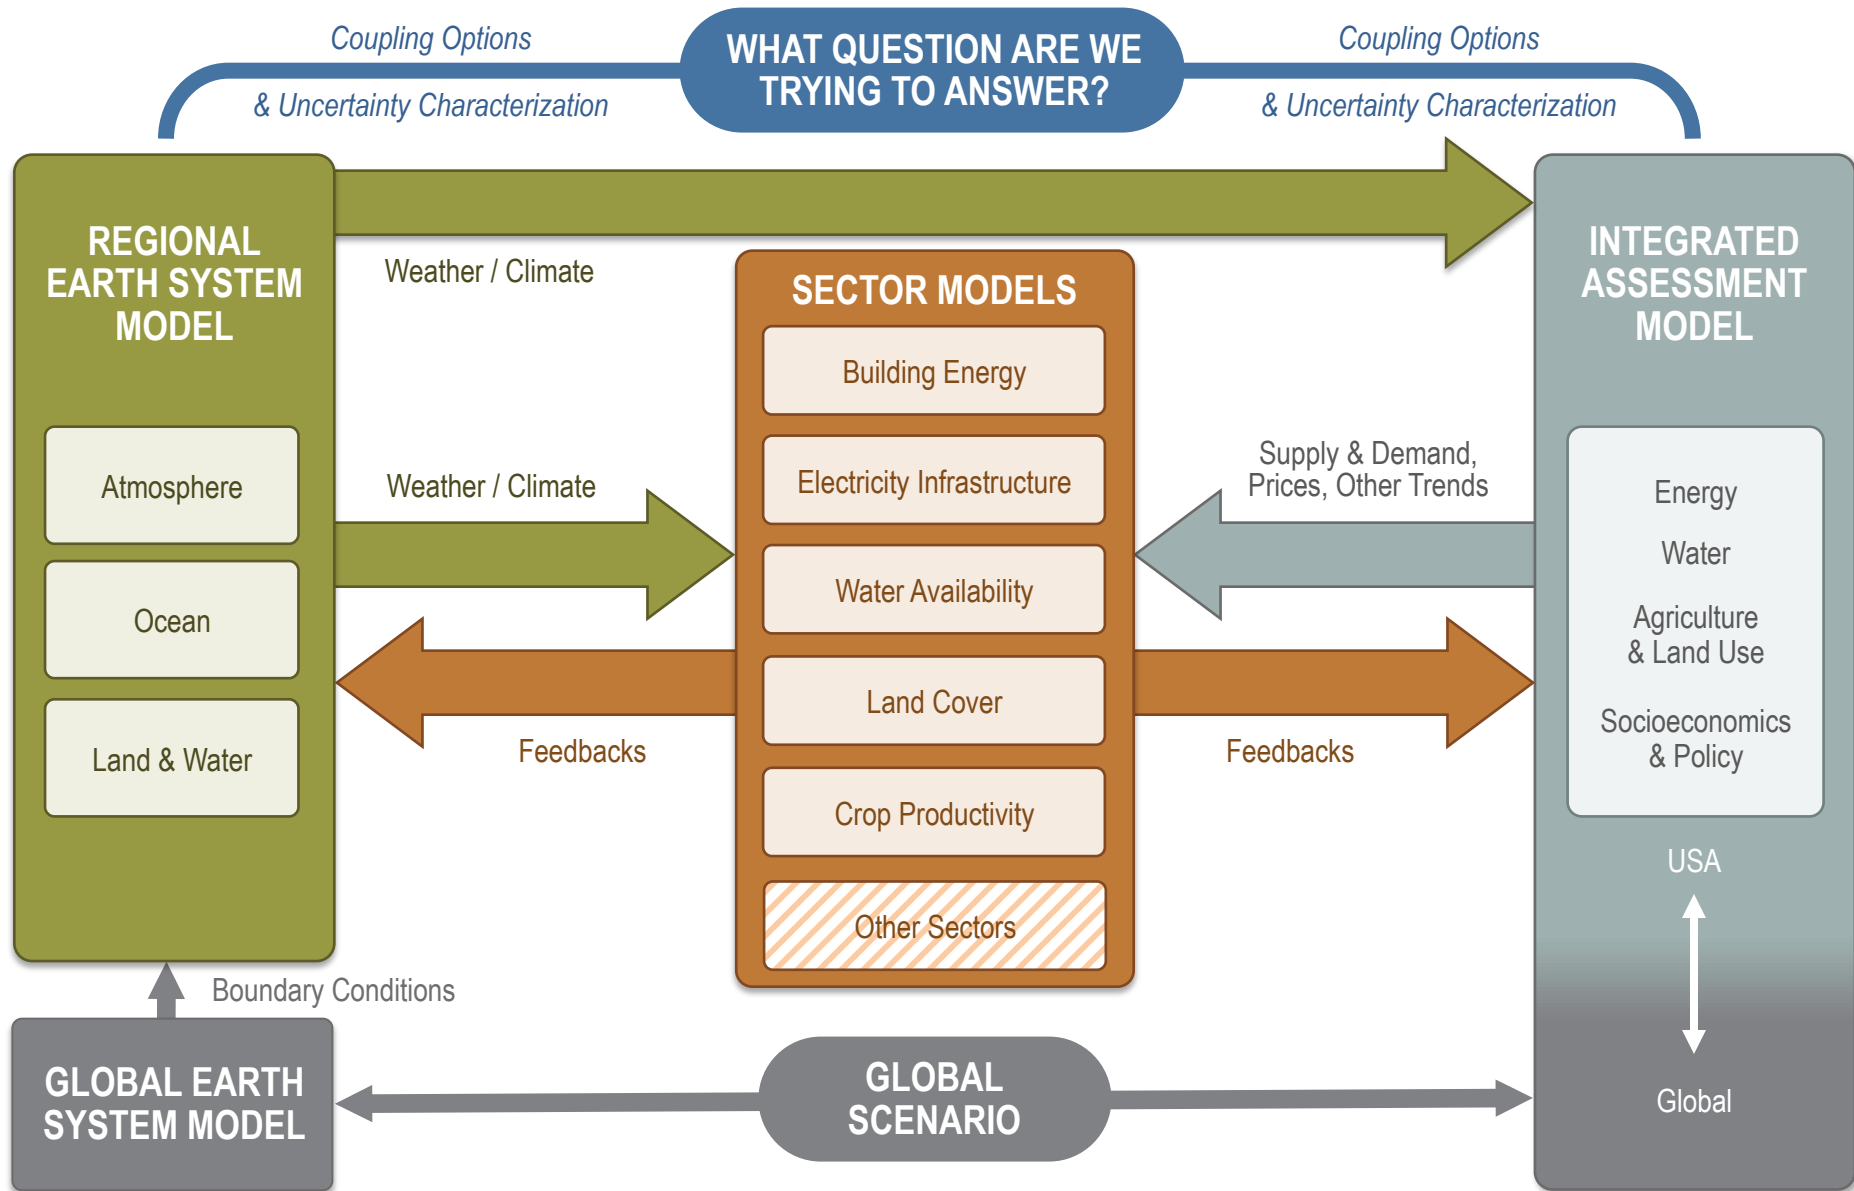 Coupling Options
& Uncertainty Characterization
WHAT QUESTION ARE WE
TRYING TO ANSWER?
Coupling Options
& Uncertainty Characterization
REGIONAL
EARTH SYSTEM
MODEL
Atmosphere
Ocean
Land & Water
Weather / Climate
Weather / Climate
Feedbacks
SECTOR MODELS
Building Energy
Electricity Infrastructure
Water Availability
Land Cover
Crop Productivity
Other Sectors
Supply & Demand,
Prices, Other Trends
Feedbacks
INTEGRATED
ASSESSMENT
MODEL
Energy
Water
Agriculture
& Land Use
Socioeconomics
& Policy
USA
Global
Boundary Conditions
GLOBAL EARTH
SYSTEM MODEL
GLOBAL
SCENARIO